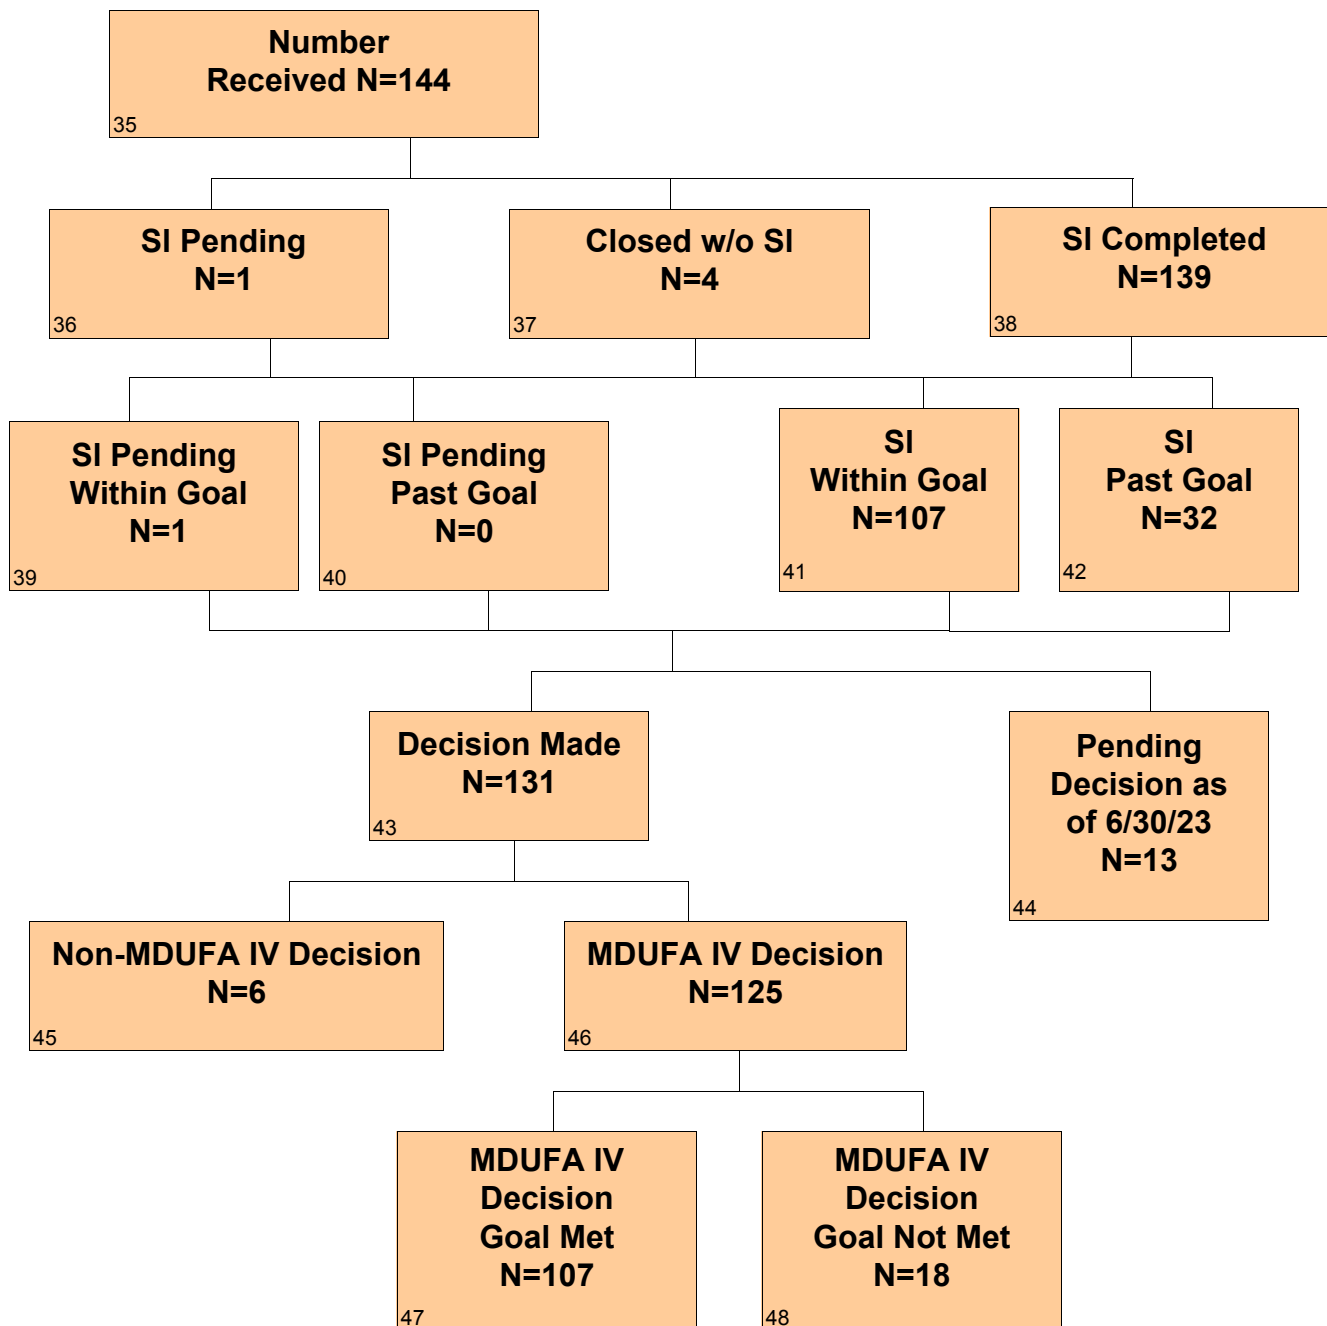 Number
Received N=144
35
SI Pending
N=1
36
Closed w/o SI
N=4
37
SI Completed
N=139
38
SI Pending
Within Goal
N=1
39
SI Pending
Past Goal
N=0
40
SI
Within Goal
N=107
41
SI
Past Goal
N=32
42
Decision Made
N=131
43
Pending
Decision as
of 6/30/23
N=13
44
Non-MDUFA IV Decision
N=6
45
MDUFA IV Decision
N=125
46
MDUFA IV
Decision
Goal Met
N=107
47
MDUFA IV
Decision
Goal Not Met
N=18
48